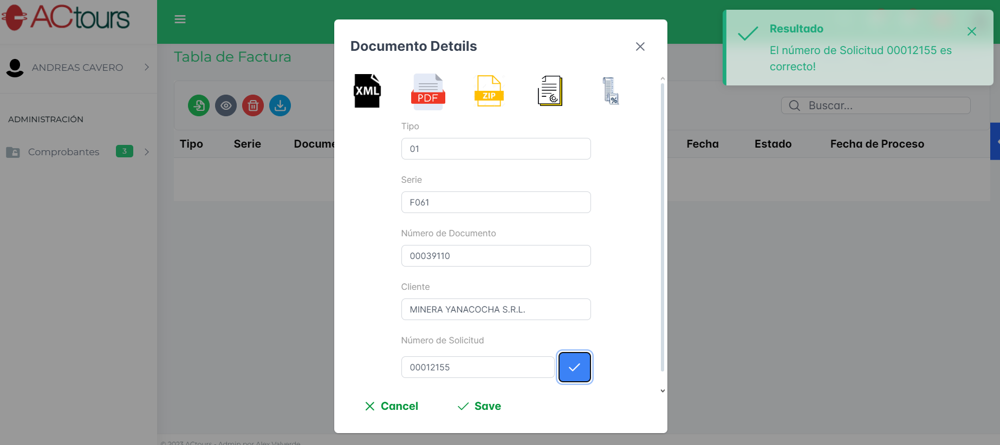 ACtours
ANDREAS CAVERO
ADMINISTRACIÓN
Comprobantes 3
Tabla de Factura
Buscar...
Tipo Serie Docume Fecha Estado Fecha de Proceso
Documento Details
XML PDF ZIP %
Tipo
01
Serie
F061
Número de Documento
00039110
Cliente
MINERA YANACOCHA S.R.L.
Número de Solicitud
00012155
Cancel Save
Resultado
El número de Solicitud 00012155 es
correcto!
© 2023 ACtours - Admin por Alex Valverde